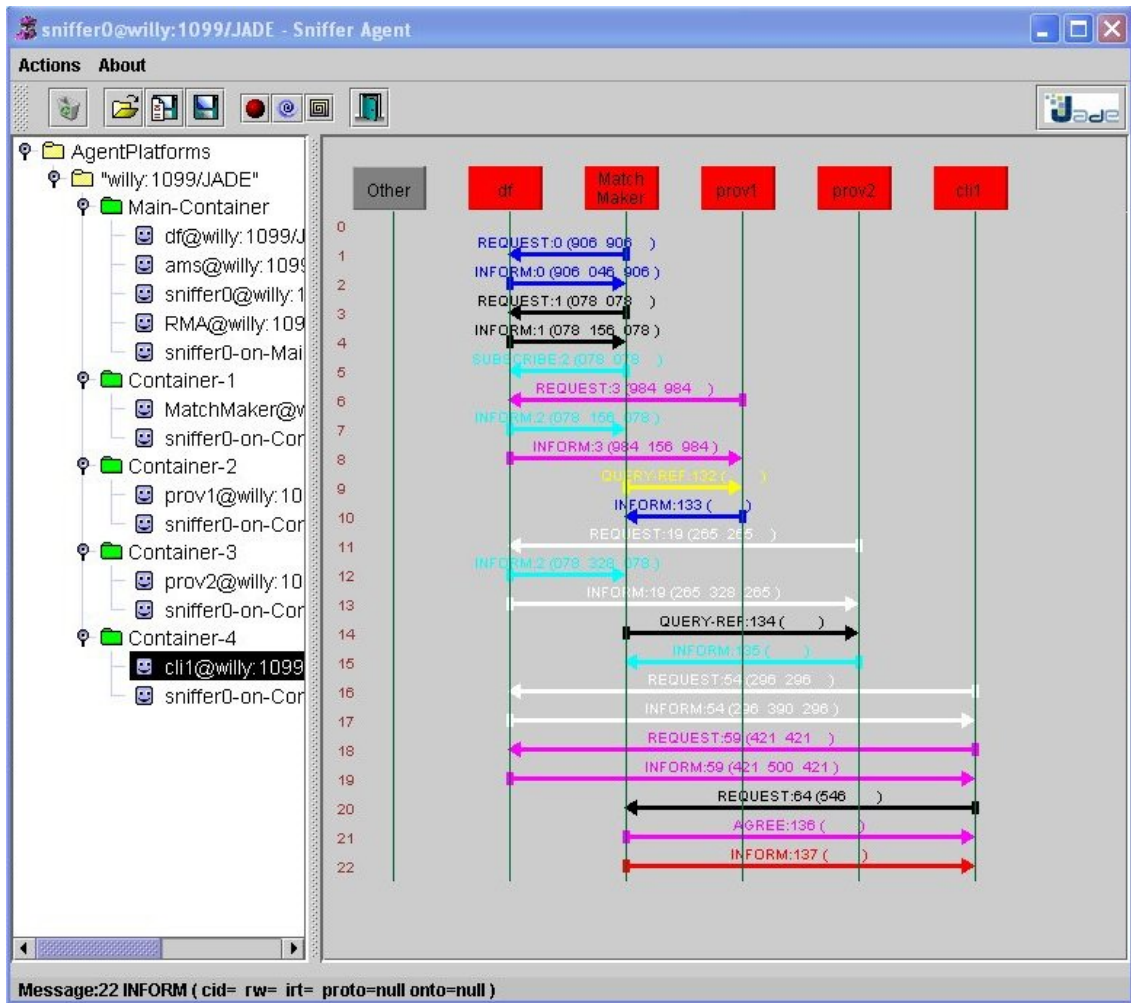 sniffer0@willy:1099/JADE - Sniffer Agent
Actions About
Jade
AgentPlatforms
"willy:1099/JADE"
Main-Container
df@willy:1099/J
ams@willy:109
sniffer0@willy:1
RMA@willy:109
sniffer0-on-Mai
Container-1
MatchMaker@w
sniffer0-on-Cor
Container-2
prov1@willy:10
sniffer0-on-Cor
Container-3
prov2@willy:10
sniffer0-on-Cor
Container-4
cli1@willy:1099
sniffer0-on-Cor
Other
df
Match
Maker
prov1
prov2
cli1
0
REQUEST:0 (906 906 )
1
INFORM:0 (906 046 906 )
2
REQUEST:1 (078 078 )
3
INFORM:1 (078 156 078 )
4
SUBSCRIBE:2 (078 078 )
5
REQUEST:3 (984 984 )
6
INFORM:2 (078 156 078 )
7
INFORM:3 (984 156 984 )
8
QUERY-REF:132 ( )
9
INFORM:133 ( )
10
REQUEST:19 (265 265 )
11
INFORM:2 (078 328 078 )
12
INFORM:19 (265 328 265 )
13
QUERY-REF:134 ( )
14
INFORM:135 ( )
15
REQUEST:54 (296 296 )
16
INFORM:54 (296 390 296 )
17
REQUEST:59 (421 421 )
18
INFORM:59 (421 500 421 )
19
REQUEST:64 (546 )
20
AGREE:136 ( )
21
INFORM:137 ( )
22
Message:22 INFORM ( cid= rw= irt= proto=null onto=null )